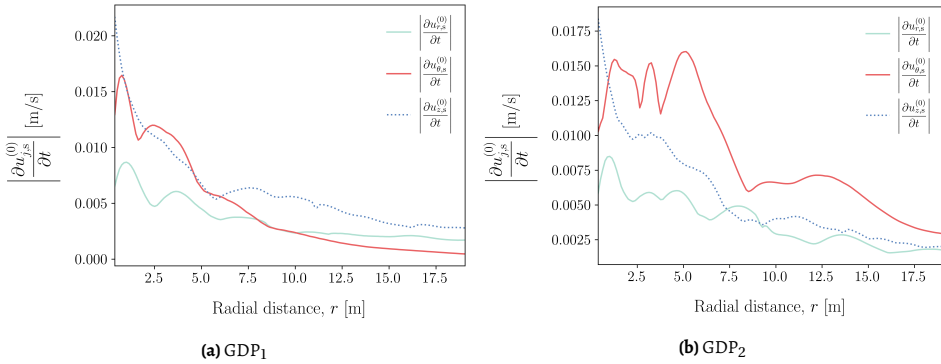 0.020
0.015
0.010
0.005
0.000
2.5 5.0 7.5 10.0 12.5 15.0 17.5
Radial distance, r [m]
|∂u_{j,s}^{(0)}/∂t| [m/s]
|∂u_{r,s}^{(0)}/∂t|
|∂u_{θ,s}^{(0)}/∂t|
|∂u_{z,s}^{(0)}/∂t|
(a) GDP₁
0.0175
0.0150
0.0125
0.0100
0.0075
0.0050
0.0025
2.5 5.0 7.5 10.0 12.5 15.0 17.5
Radial distance, r [m]
|∂u_{j,s}^{(0)}/∂t| [m/s]
|∂u_{r,s}^{(0)}/∂t|
|∂u_{θ,s}^{(0)}/∂t|
|∂u_{z,s}^{(0)}/∂t|
(b) GDP₂